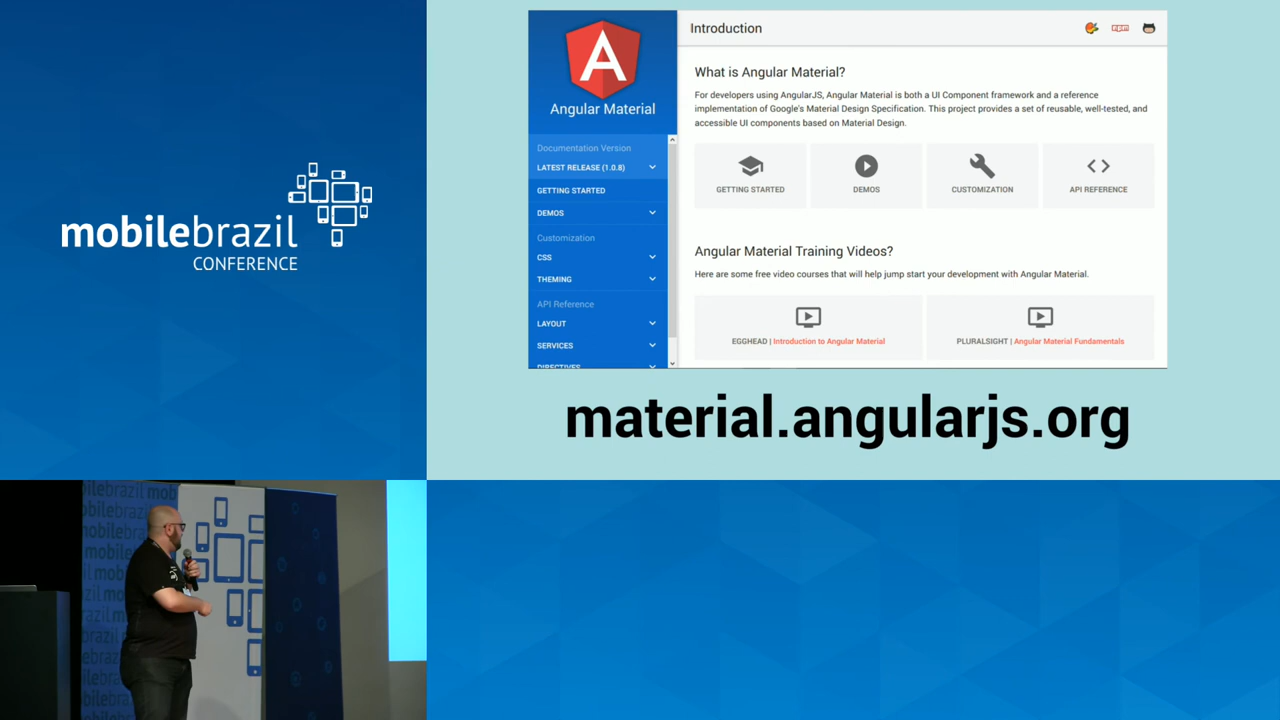 mobilebrazil
CONFERENCE
Angular Material
Documentation Version
LATEST RELEASE (1.0.8)
GETTING STARTED
DEMOS
Customization
CSS
THEMING
API Reference
LAYOUT
SERVICES
DIRECTIVES
Introduction
What is Angular Material?
For developers using AngularJS, Angular Material is both a UI Component framework and a reference
implementation of Google's Material Design Specification. This project provides a set of reusable, well-tested, and
accessible UI components based on Material Design.
GETTING STARTED
DEMOS
CUSTOMIZATION
API REFERENCE
Angular Material Training Videos?
Here are some free video courses that will help jump start your development with Angular Material.
EGGHEAD | Introduction to Angular Material
PLURALSIGHT | Angular Material Fundamentals
material.angularjs.org